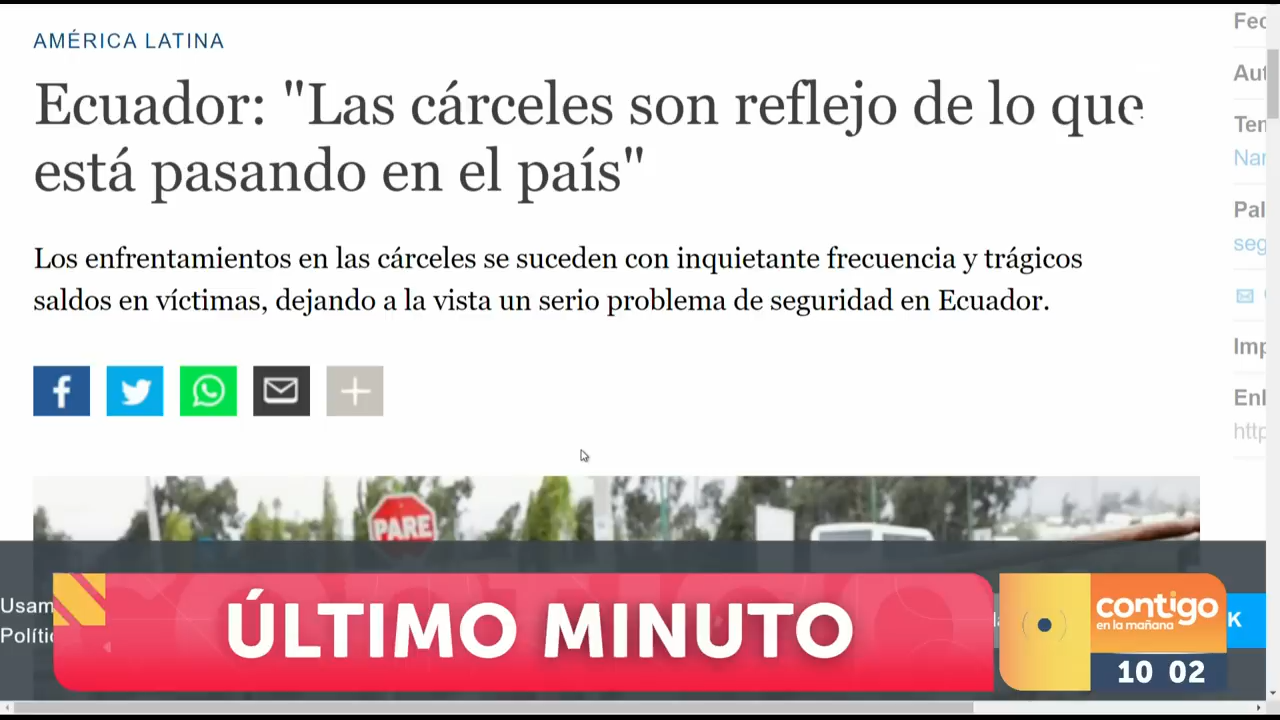 AMÉRICA LATINA
Ecuador: "Las cárceles son reflejo de lo que
está pasando en el país"
Los enfrentamientos en las cárceles se suceden con inquietante frecuencia y trágicos
saldos en víctimas, dejando a la vista un serio problema de seguridad en Ecuador.
PARE
ÚLTIMO MINUTO
contigo
en la mañana
10 02